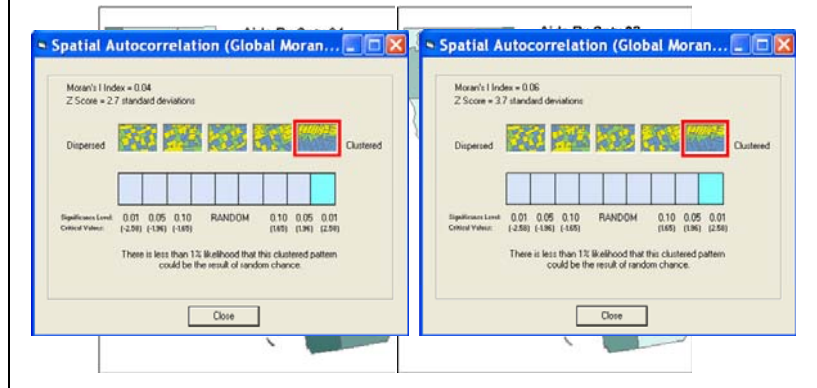 Spatial Autocorrelation (Global Moran...
Moran's I Index = 0.04
Z Score = 2.7 standard deviations
Dispersed
Clustered
Significance Level: 0.01 0.05 0.10 RANDOM 0.10 0.05 0.01
Critical Values: (-2.58) (-1.96) (-1.65) (1.65) (1.96) (2.58)
There is less than 1% likelihood that this clustered pattern
could be the result of random chance.
Close
Spatial Autocorrelation (Global Moran...
Moran's I Index = 0.06
Z Score = 3.7 standard deviations
Dispersed
Clustered
Significance Level: 0.01 0.05 0.10 RANDOM 0.10 0.05 0.01
Critical Values: (-2.58) (-1.96) (-1.65) (1.65) (1.96) (2.58)
There is less than 1% likelihood that this clustered pattern
could be the result of random chance.
Close